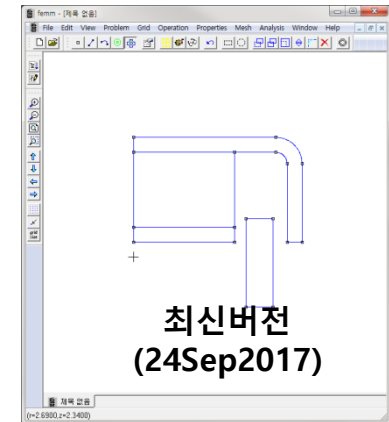 femm - [제목 없음]
File Edit View Problem Grid Operation Properties Mesh Analysis Window Help
최신버전
(24Sep2017)
제목 없음
(r=2.6900,z=2.3400)